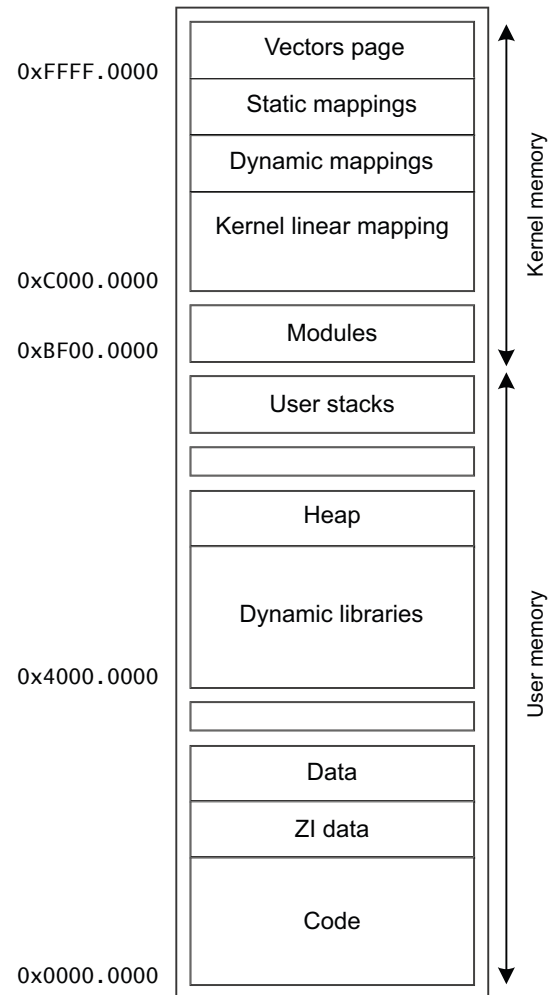 Vectors page
0xFFFF.0000
Static mappings
Dynamic mappings
Kernel linear mapping
Kernel memory
0xC000.0000
Modules
0xBF00.0000
User stacks
Heap
Dynamic libraries
User memory
0x4000.0000
Data
ZI data
Code
0x0000.0000